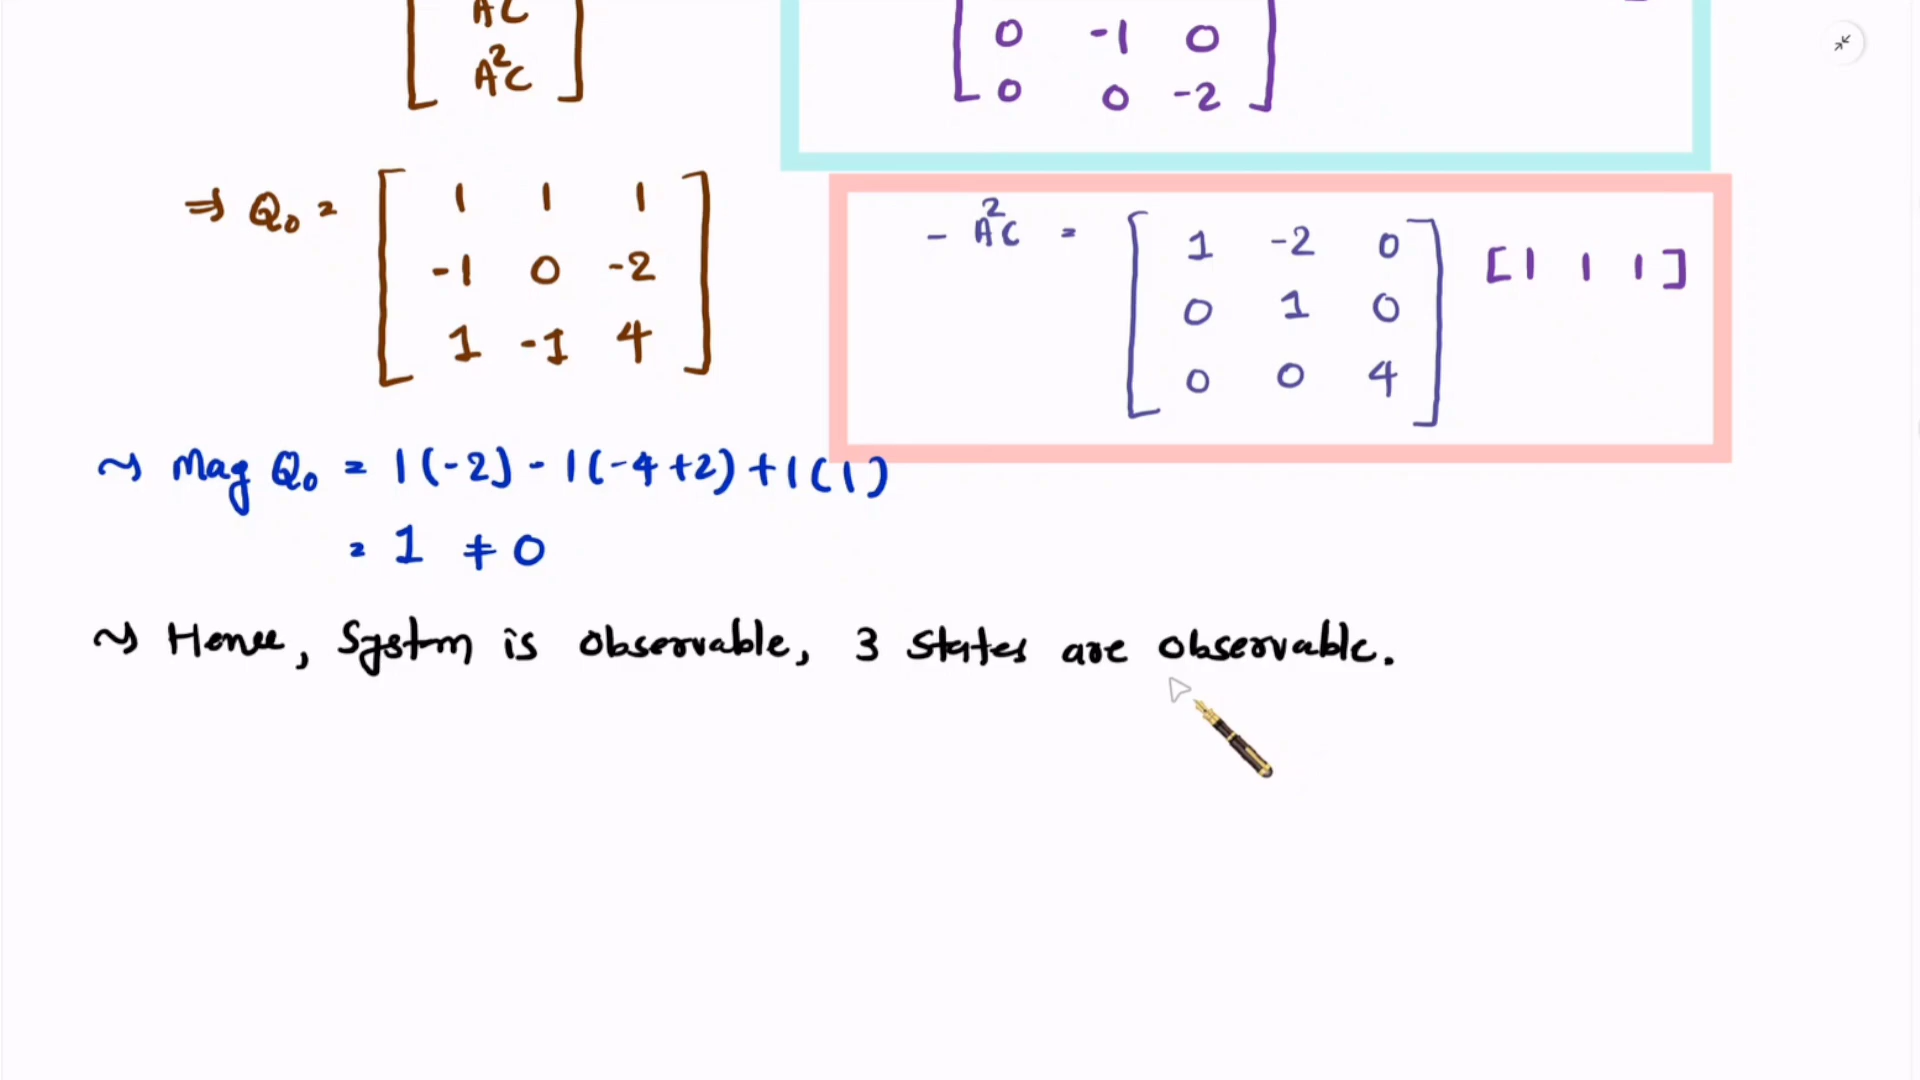 AC
A²C
0 -1 0
0 0 -2
⇒ Q₀ = [ 1 1 1
-1 0 -2
1 -1 4 ]
- A²C = [ 1 -2 0
0 1 0
0 0 4 ] [1 1 1]
~ Mag Q₀ = 1(-2) - 1(-4+2) + 1(1)
= 1 ≠ 0
~ Hence, System is observable, 3 states are observable.